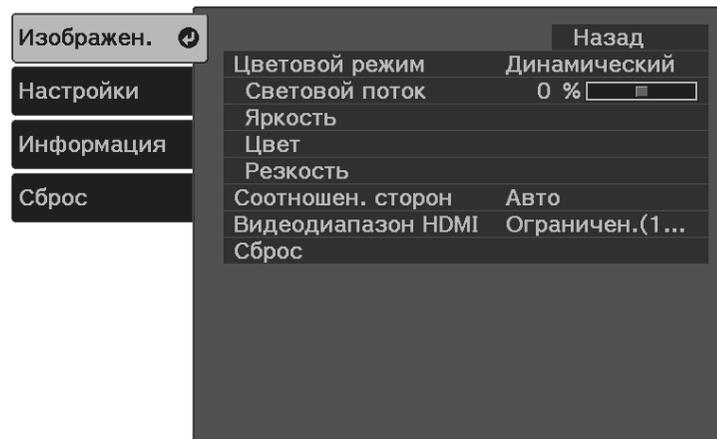 Изображен.
Настройки
Информация
Сброс
Назад
Цветовой режим Динамический
Световой поток 0 %
Яркость
Цвет
Резкость
Соотношен. сторон Авто
Видеодиапазон HDMI Ограничен.(1...
Сброс